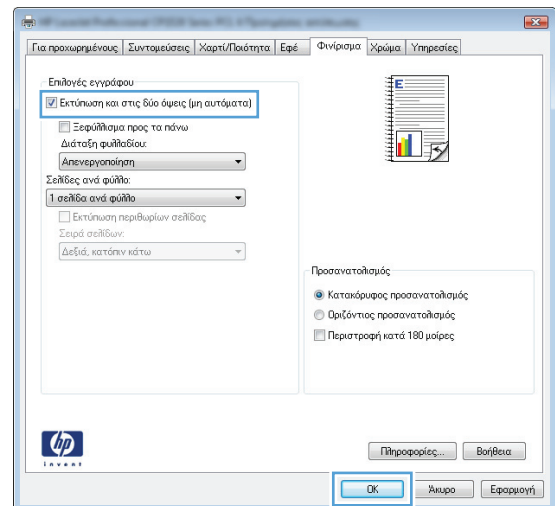 Για προχωρημένους Συντομεύσεις Χαρτί/Ποιότητα Εφέ Φινίρισμα Χρώμα Υπηρεσίες
Επιλογές εγγράφου
Εκτύπωση και στις δύο όψεις (μη αυτόματα)
Ξεφύλλισμα προς τα πάνω
Διάταξη φυλλαδίου:
Απενεργοποίηση
Σελίδες ανά φύλλο:
1 σελίδα ανά φύλλο
Εκτύπωση περιθωρίων σελίδας
Σειρά σελίδων:
Δεξιά, κατόπιν κάτω
E
Προσανατολισμός
Κατακόρυφος προσανατολισμός
Οριζόντιος προσανατολισμός
Περιστροφή κατά 180 μοίρες
hp
invent
Πληροφορίες... Βοήθεια
OK Άκυρο Εφαρμογή